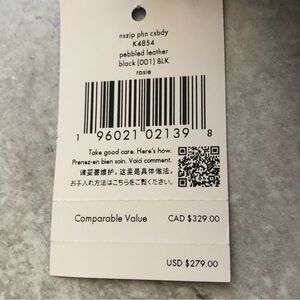 nszip phn csbdy
K4854
pebbled leather
black (001) BLK
rosie
1 96021 02139 8
Take good care. Here's how.
Prenez-en bien soin. Voici comment.
请妥善维护。这里是具体做法。
お手入れ方法はこちらをご覧ください。
Comparable Value CAD $329.00
USD $279.00